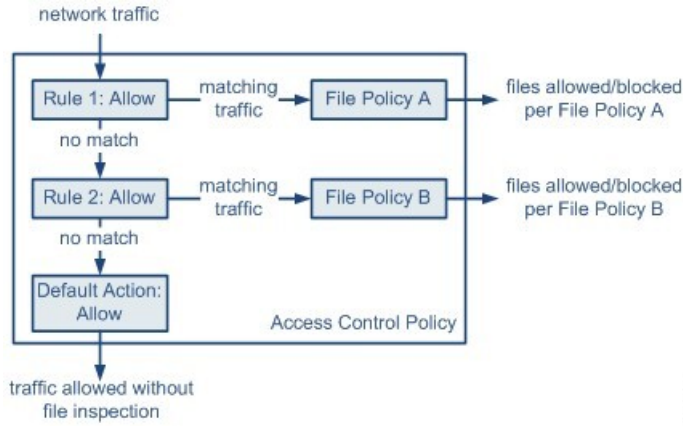 network traffic
Rule 1: Allow
matching
traffic
File Policy A
files allowed/blocked
per File Policy A
no match
Rule 2: Allow
matching
traffic
File Policy B
files allowed/blocked
per File Policy B
no match
Default Action:
Allow
Access Control Policy
traffic allowed without
file inspection